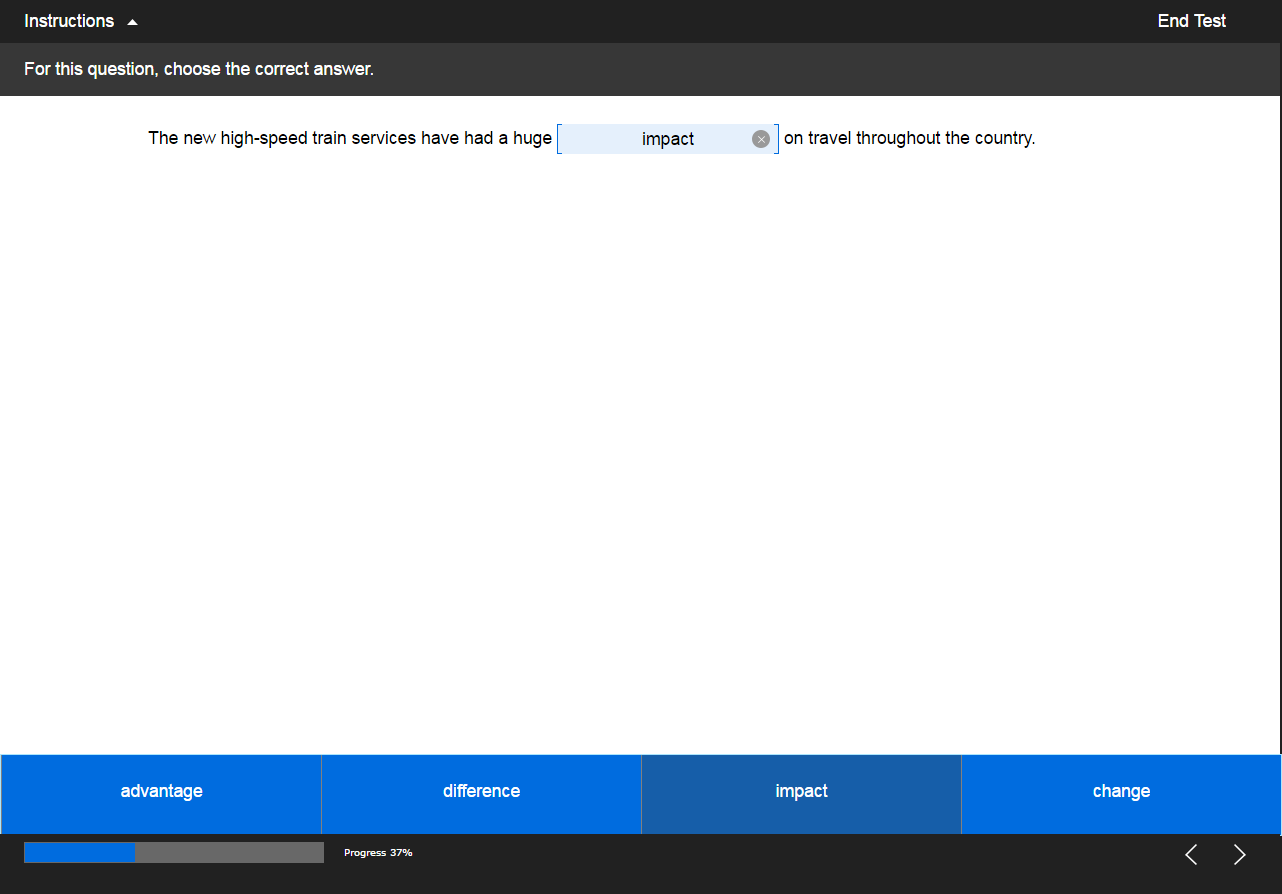 Instructions
End Test
For this question, choose the correct answer.
The new high-speed train services have had a huge impact on travel throughout the country.
advantage
difference
impact
change
Progress 37%